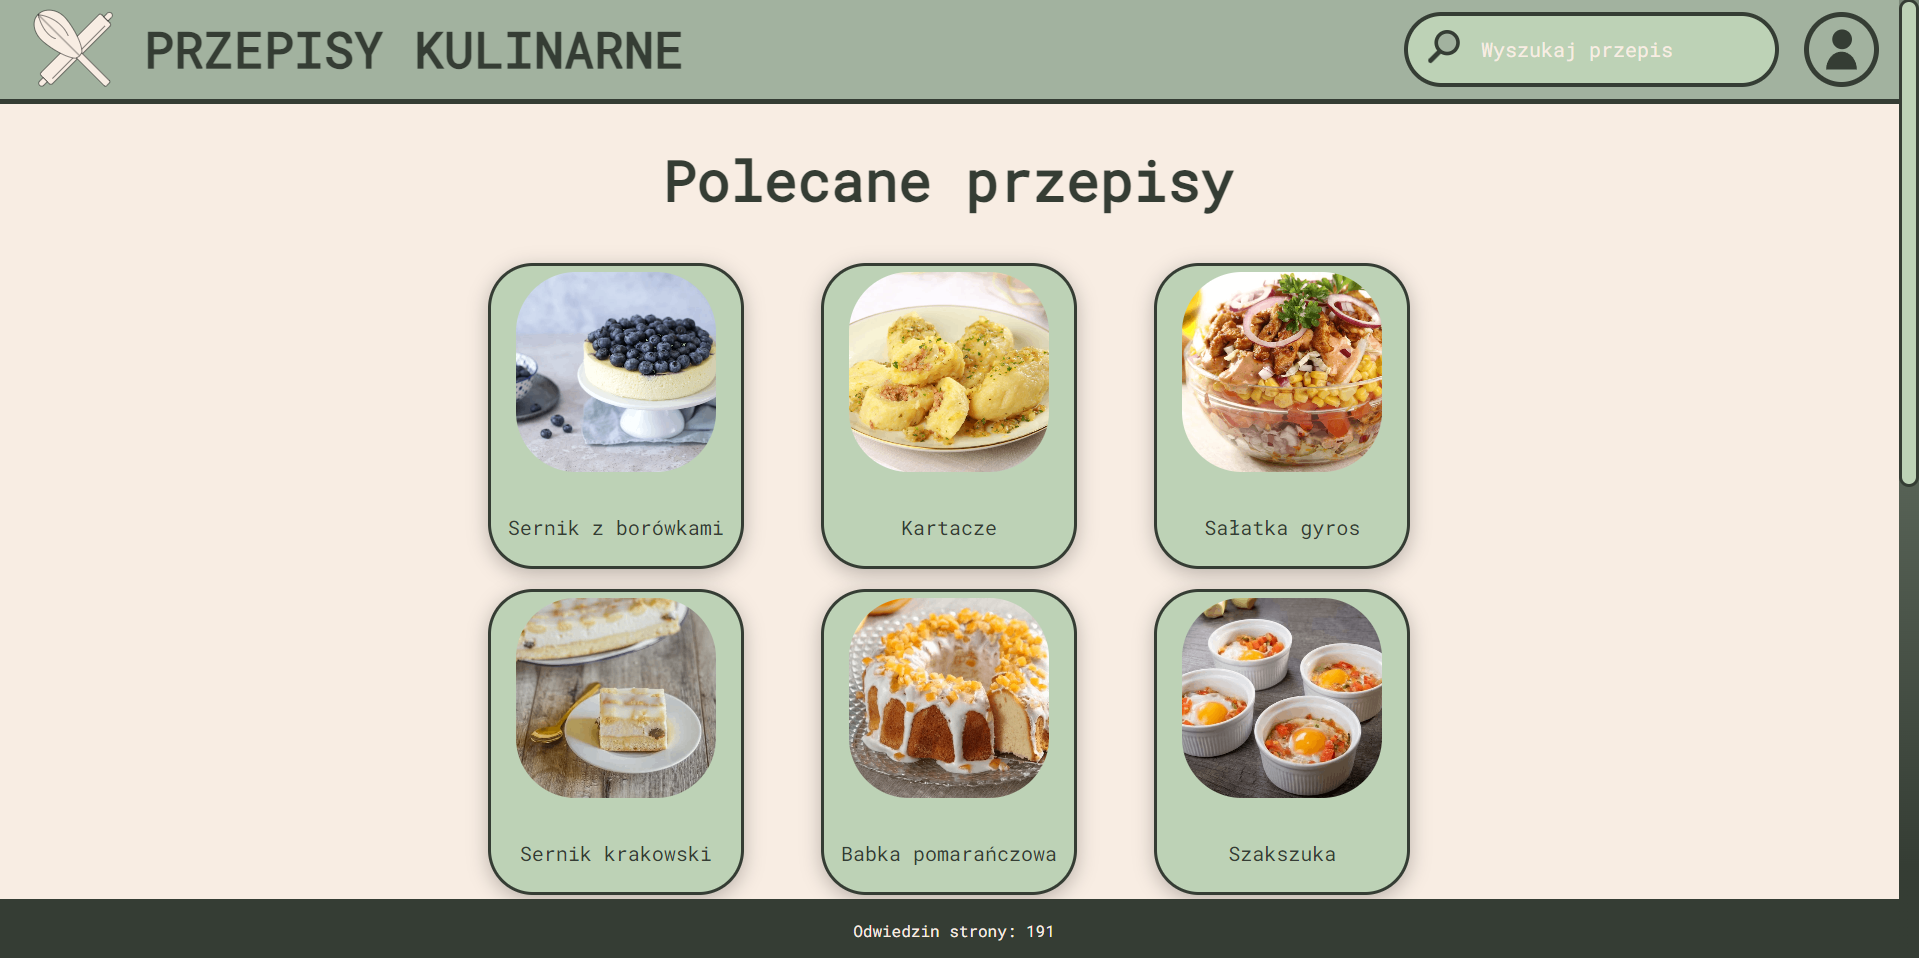 PRZEPISY KULINARNE
Wyszukaj przepis
Polecane przepisy
Sernik z borówkami
Kartacze
Sałatka gyros
Sernik krakowski
Babka pomarańczowa
Szakszuka
Odwiedzin strony: 191